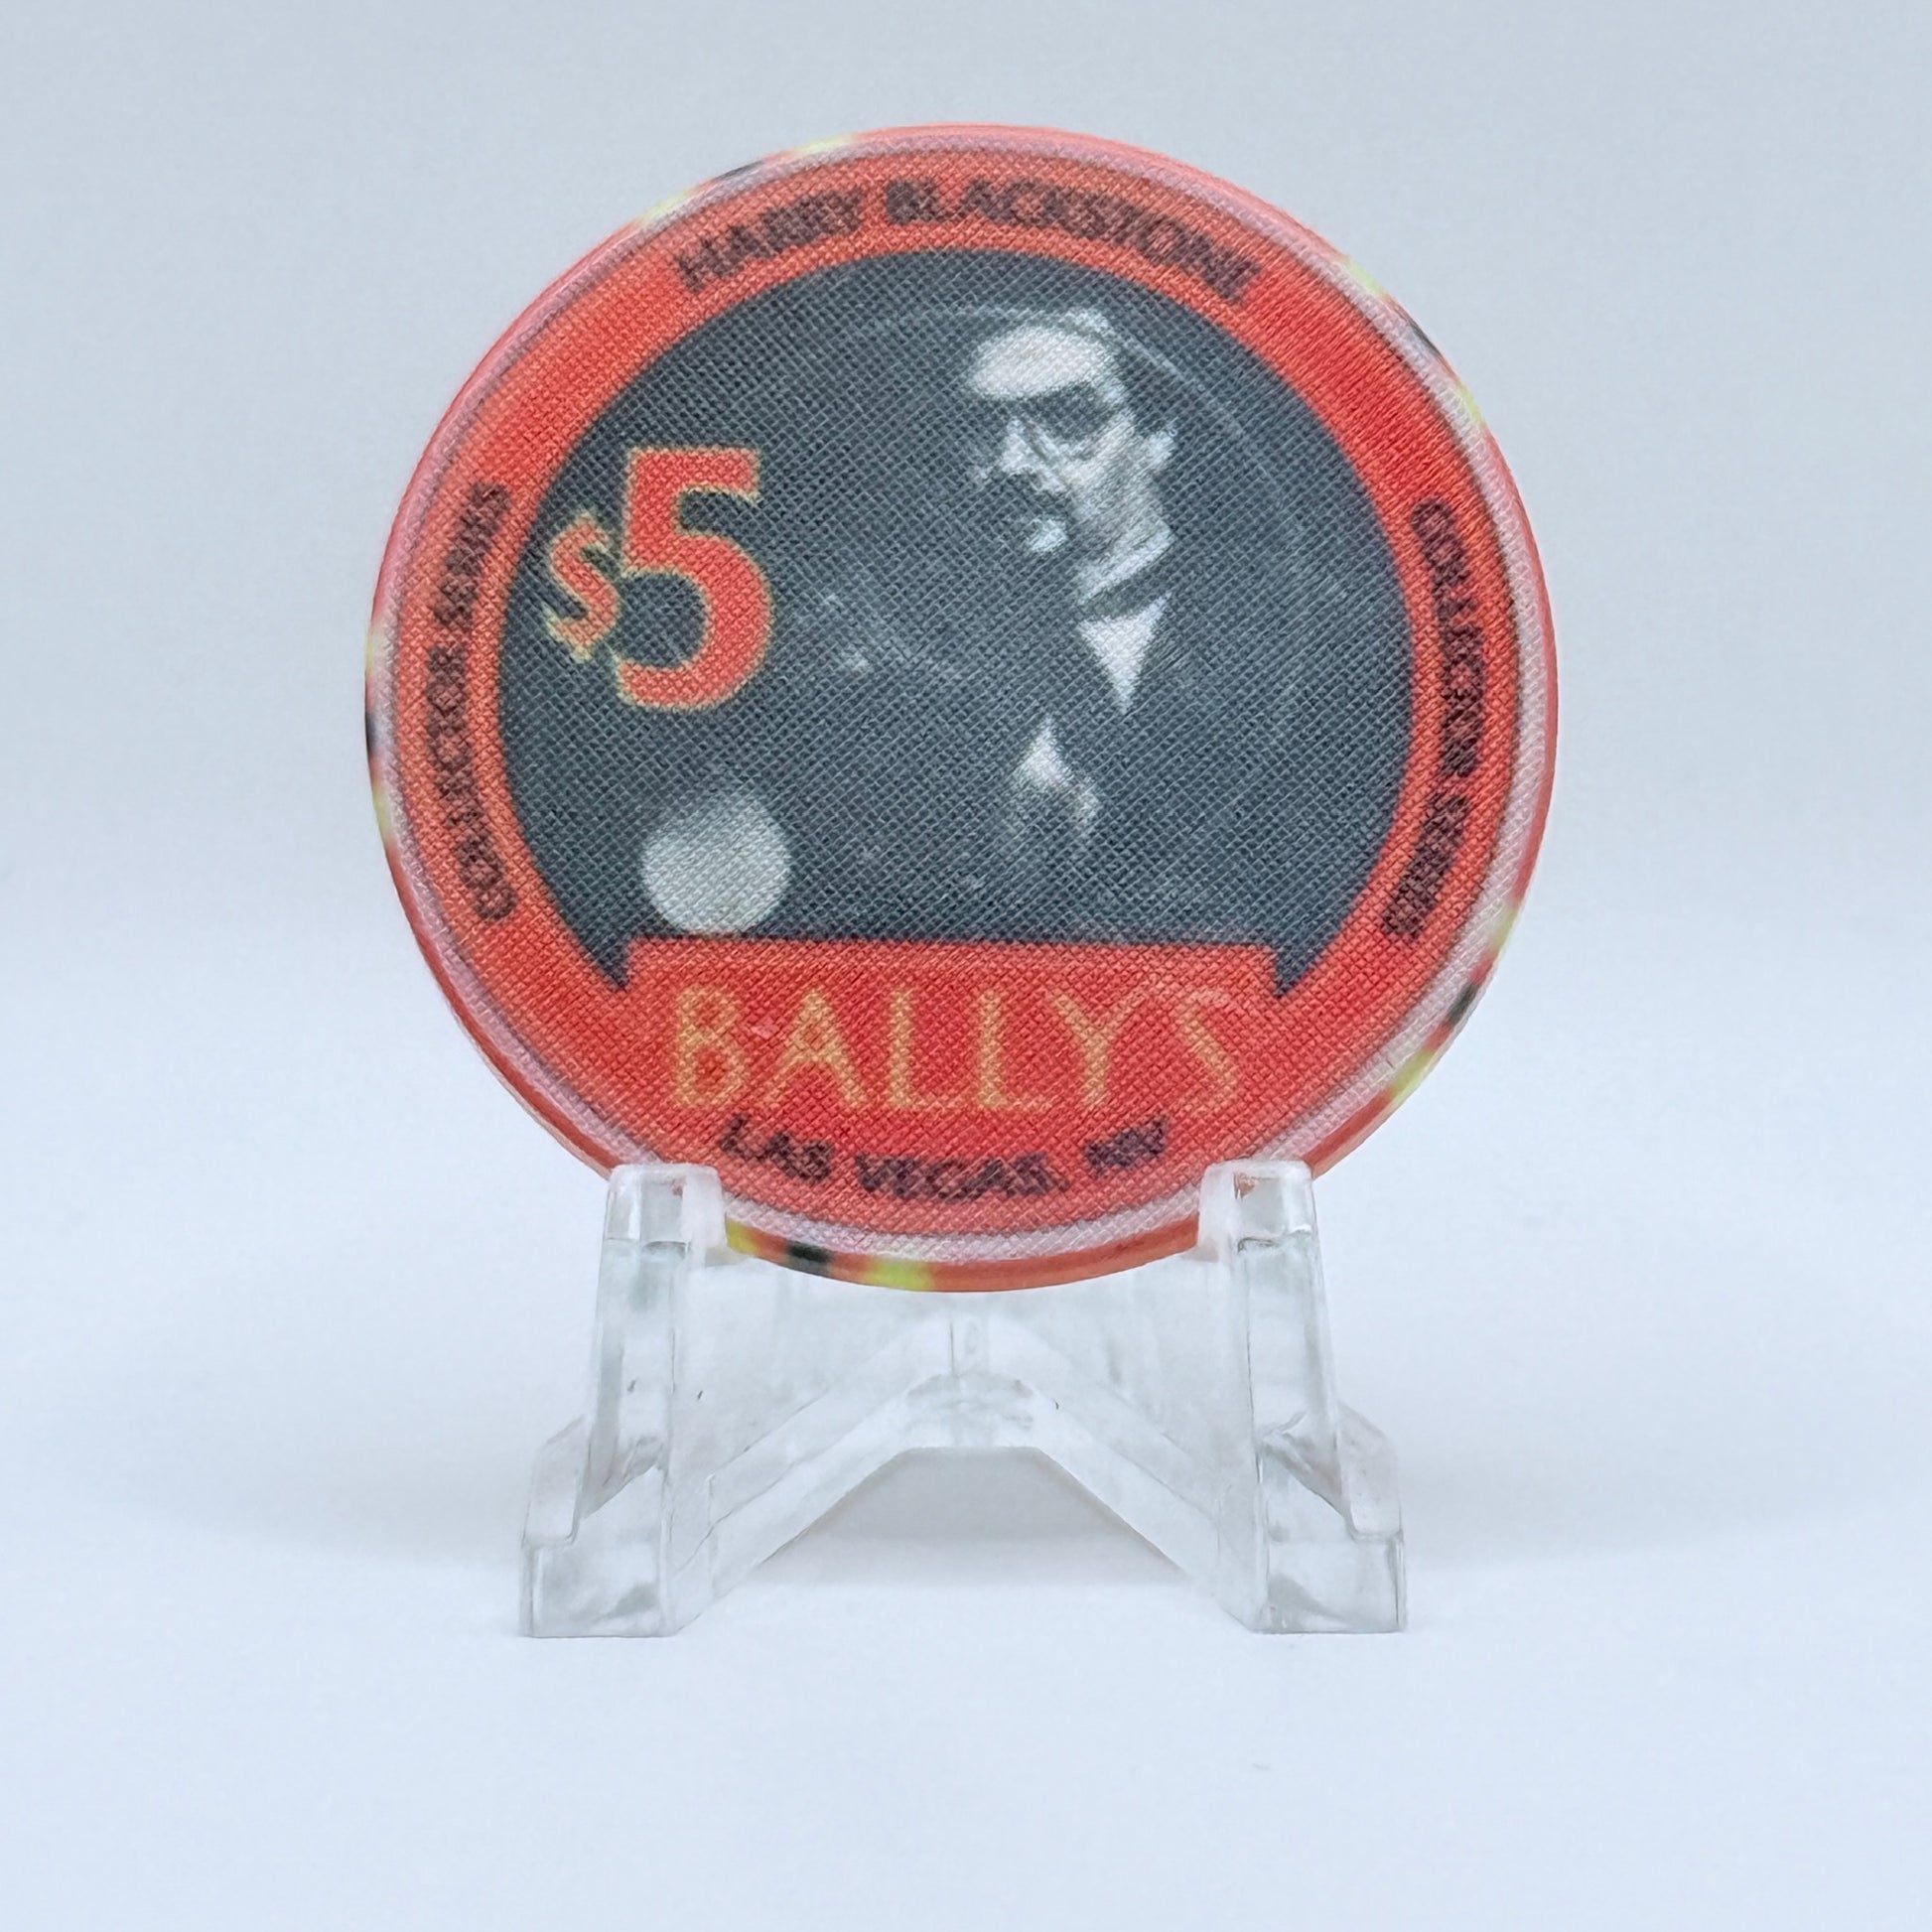 HARRY BLACKSTONE
COLLECTOR SERIES
$5
COLLECTOR SERIES
BALLY'S
LAS VEGAS, NV